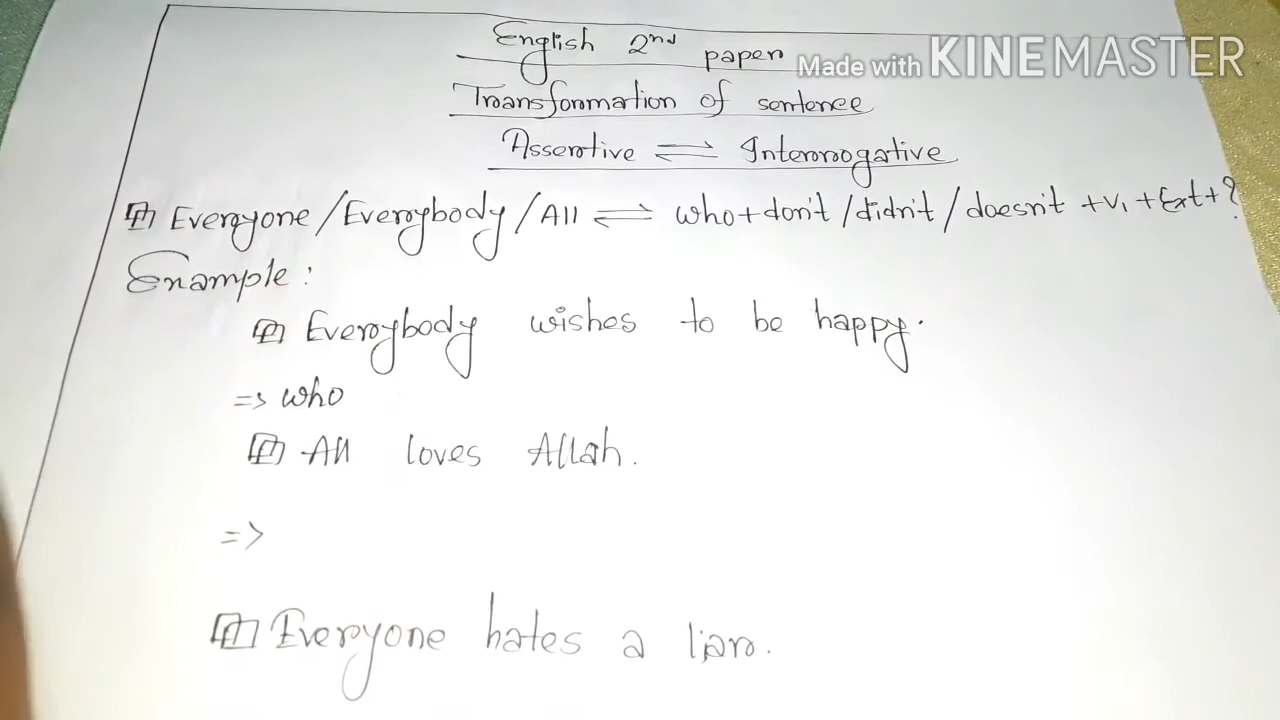 English 2nd paper
Made with KINEMASTER
Transformation of sentence
Assertive ⇌ Interrogative
Everyone/Everybody/All ⇌ who+don't/didn't/doesn't +v1+Ext+?
Example:
Everybody wishes to be happy.
=> who
All loves Allah.
=>
Everyone hates a liar.